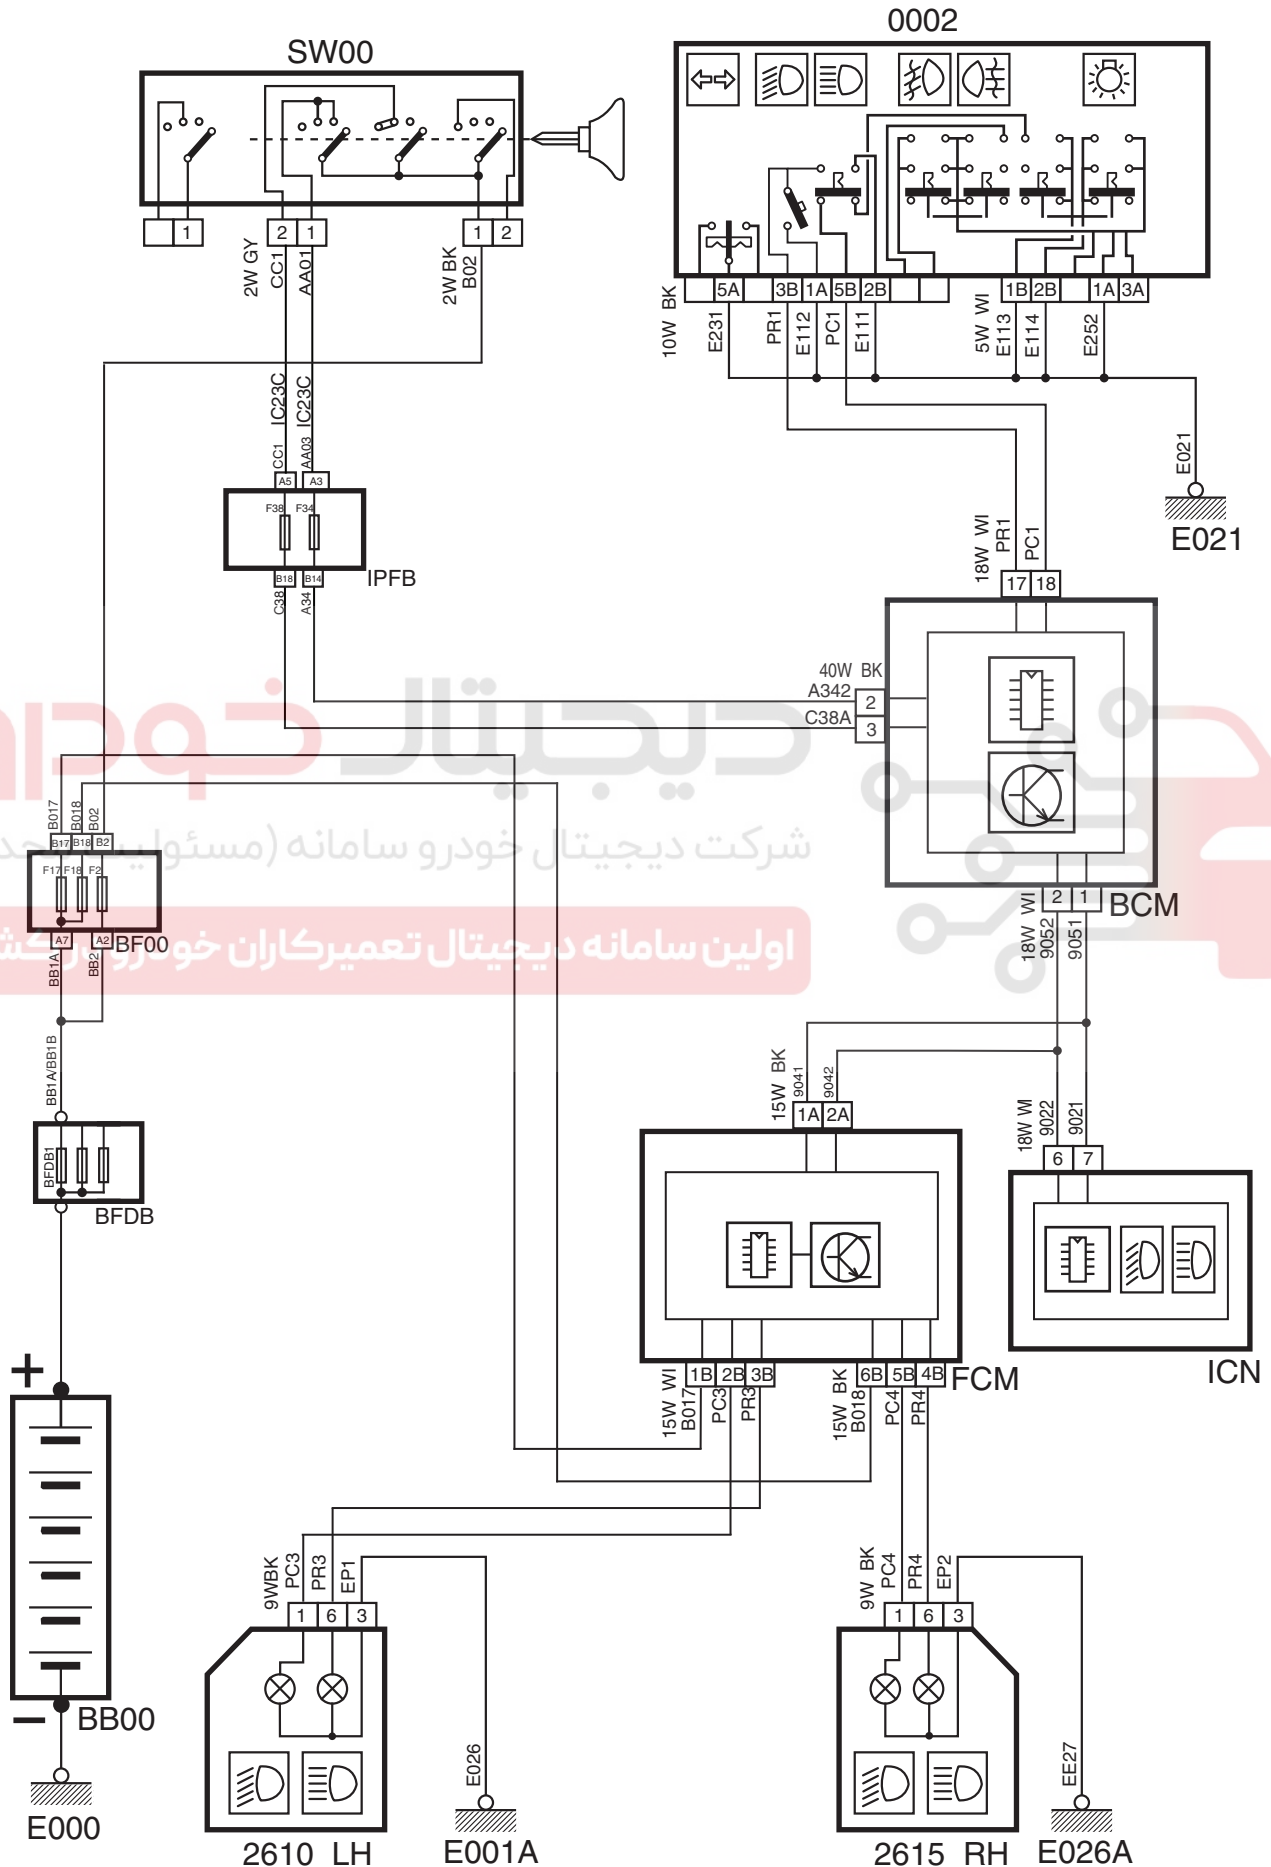 0002
SW00
1
2
1
1
2
2W GY
CC1
AA01
2W BK
B02
5A
3B
1A
5B
2B
1B
2B
1A
3A
10W BK
E231
PR1
E112
PC1
E111
5W WI
E113
E114
E252
IC23C
IC23C
CC1
AA03
A5
A3
F38
F34
IPFB
B18
B14
C38
A34
E021
E021
18W WI
PR1
PC1
17
18
40W BK
A342
2
C38A
3
دیجیتال خودرو
B017
B018
B02
B17
B18
B2
شرکت دیجیتال خودرو سامانه (مسئولیت
F17
F18
F2
A7
A2
BF00
اولین سامانه دیجیتال تعمیرکاران خودرو در
BB1A
BB2
2
1
BCM
18W WI
9052
9051
BB1A/BB1B
15W BK
9041
9042
1A
2A
18W WI
9022
9021
6
7
BFDB1
BFDB
ICN
1B
2B
3B
6B
5B
4B
FCM
15W WI
B017
PC3
PR3
15W BK
B018
PC4
PR4
+
−
BB00
E000
9WBK
PC3
PR3
EP1
1
6
3
9W BK
PC4
PR4
EP2
1
6
3
E026
EE27
2610 LH
E001A
2615 RH
E026A